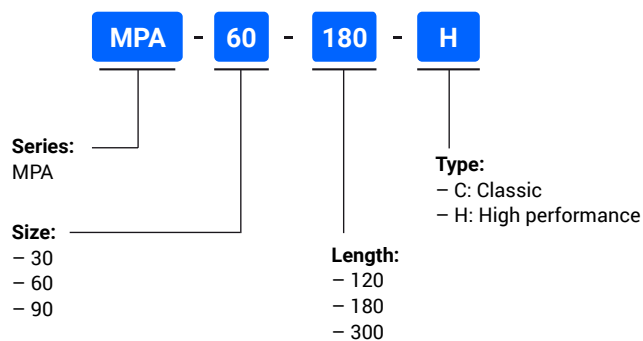 MPA - 60 - 180 - H
Series:
MPA
Size:
– 30
– 60
– 90
Length:
– 120
– 180
– 300
Type:
– C: Classic
– H: High performance